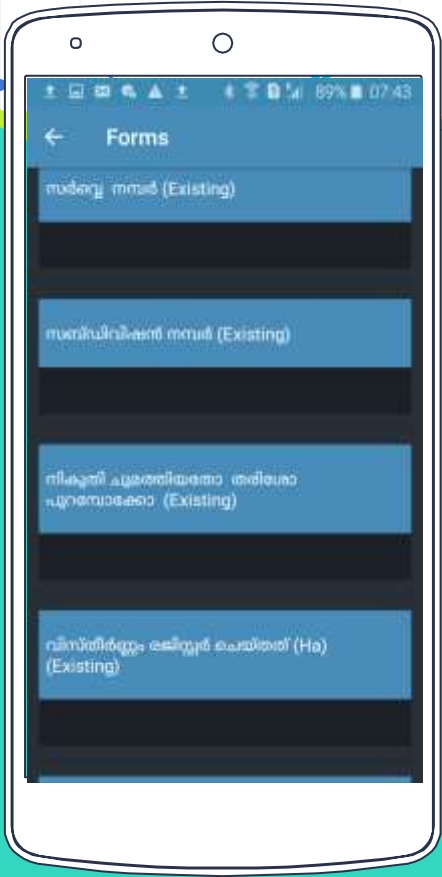 89% 07:43
Forms
സർവ്വെ നമ്പർ (Existing)
സബ്ഡിവിഷൻ നമ്പർ (Existing)
നികുതി ചുമത്തിയതോ തരിശോ
പുറമ്പോക്കോ (Existing)
വിസ്തീർണ്ണം രജിസ്റ്റർ ചെയ്തത് (Ha)
(Existing)